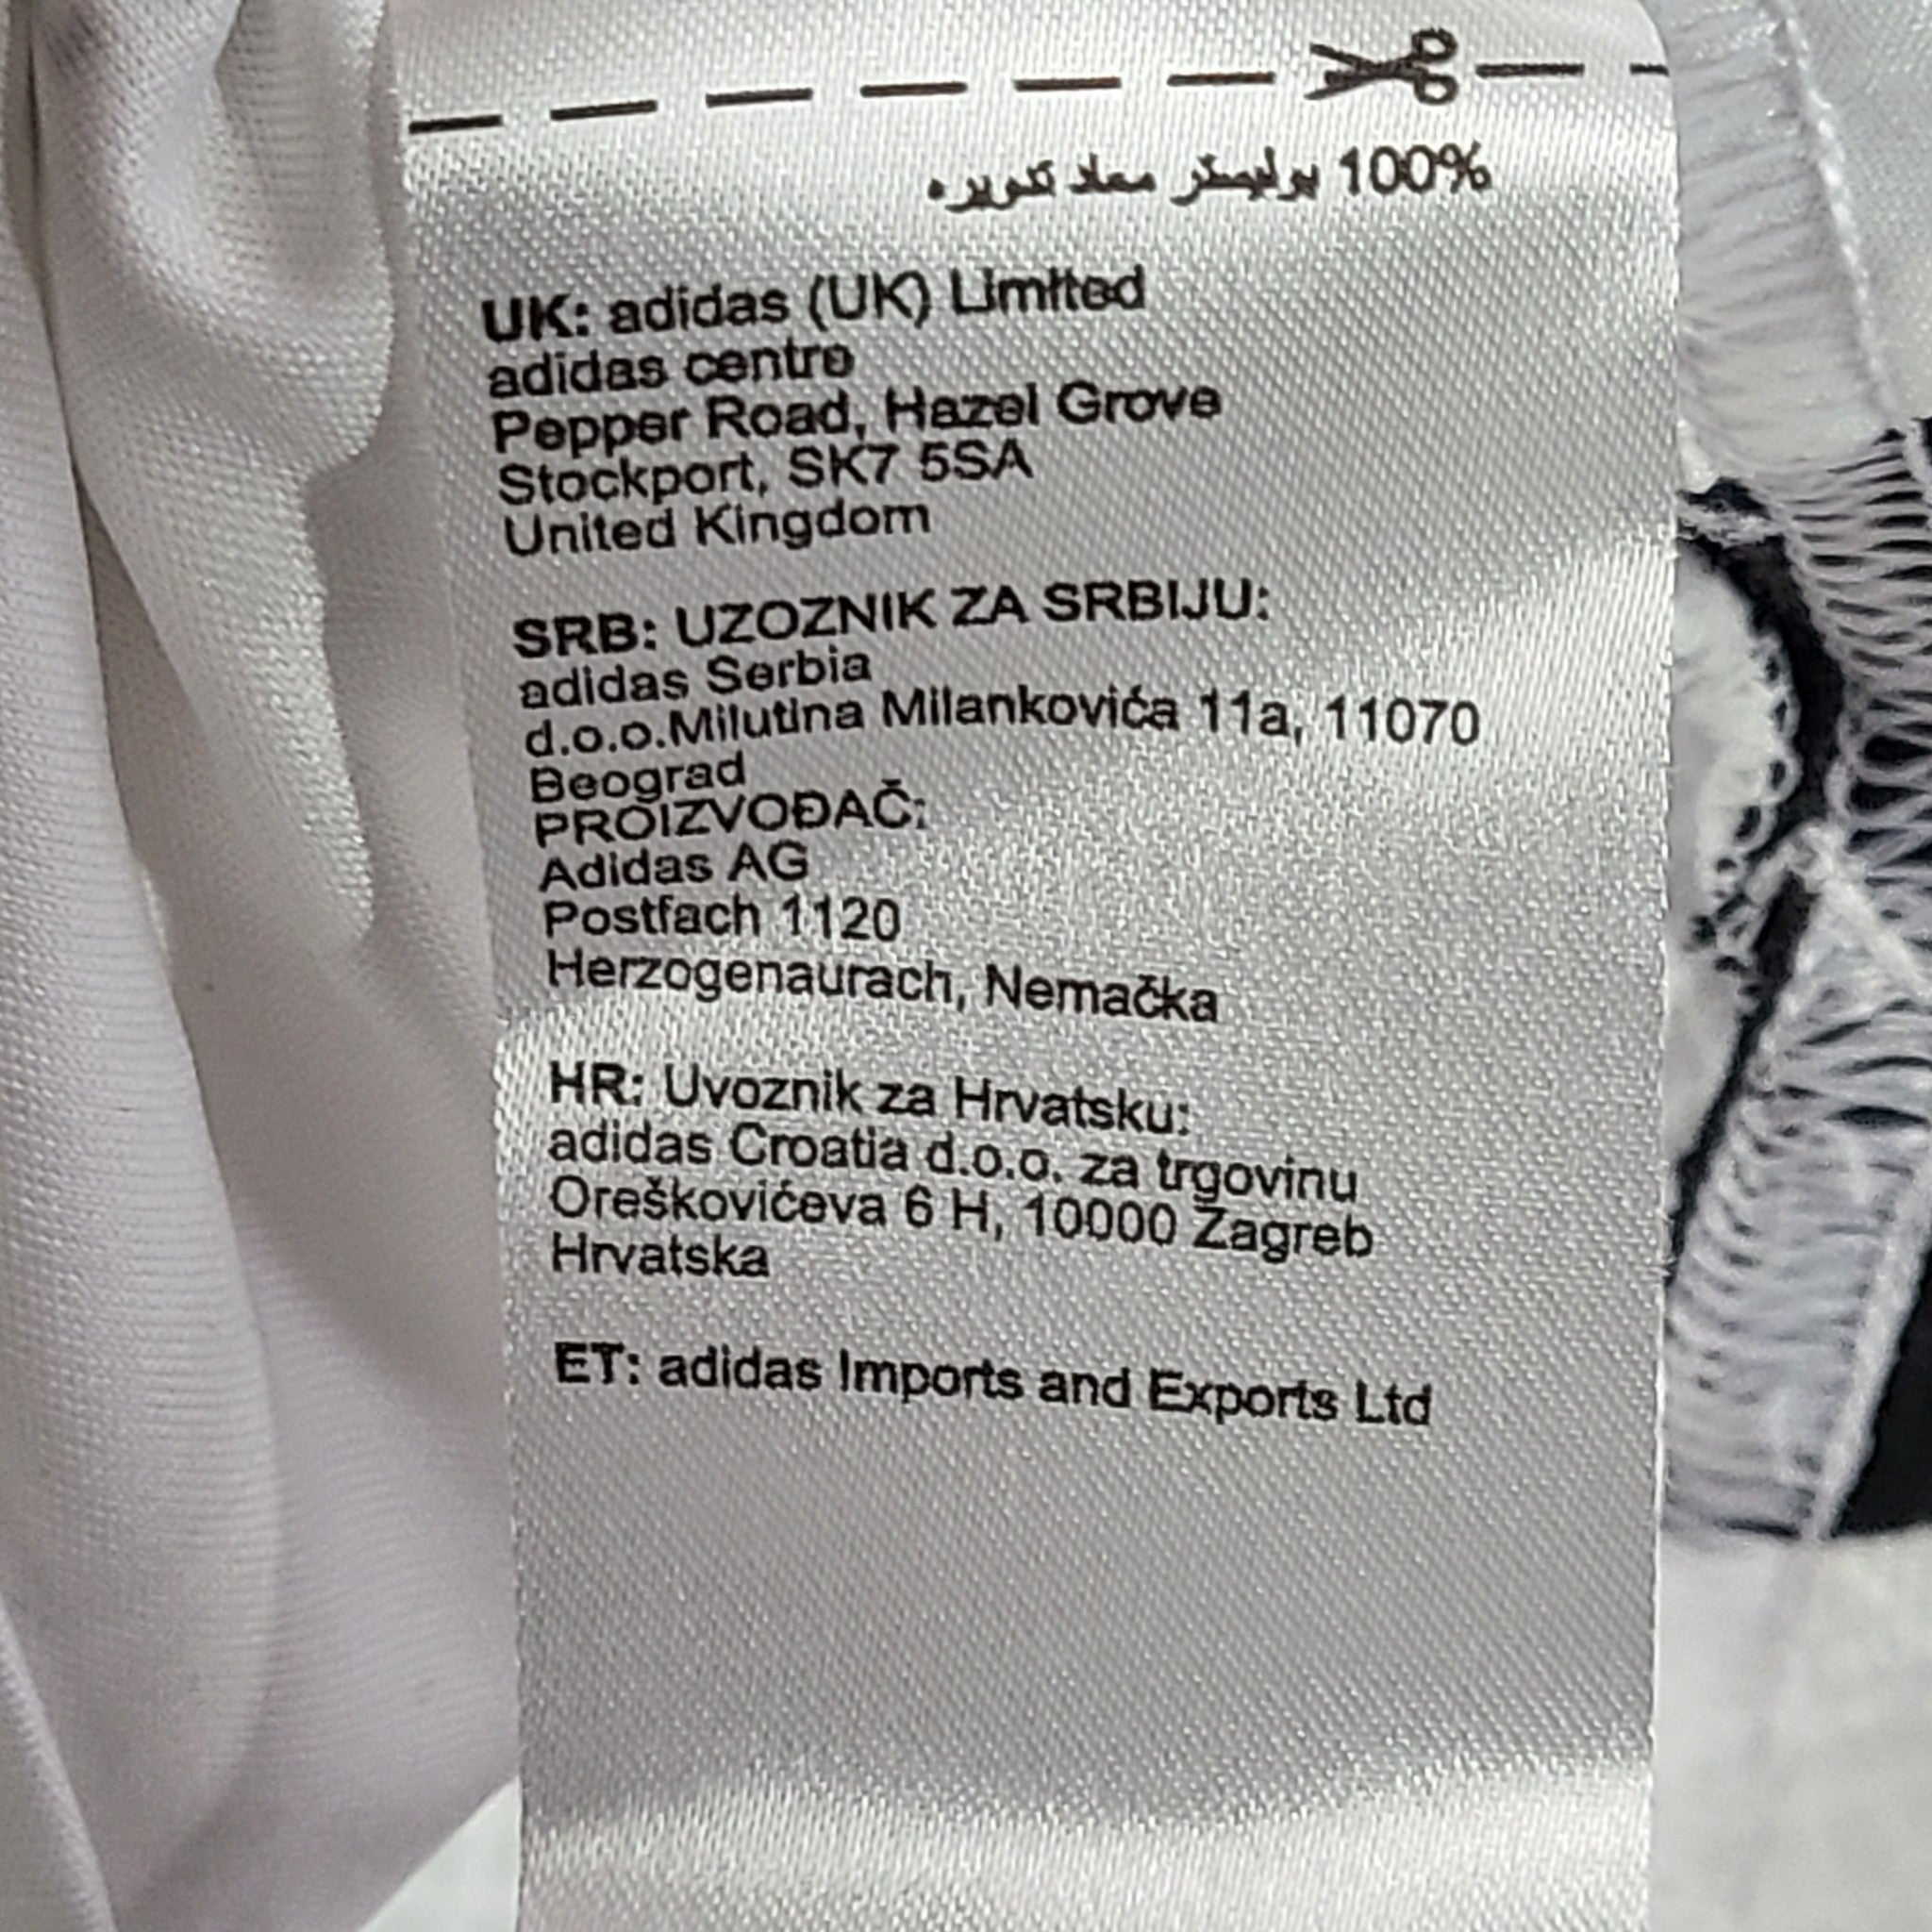 100% بوليستر معاد تدويره
UK: adidas (UK) Limited
adidas centre
Pepper Road, Hazel Grove
Stockport, SK7 5SA
United Kingdom
SRB: UZOZNIK ZA SRBIJU:
adidas Serbia
d.o.o.Milutina Milankovića 11a, 11070
Beograd
PROIZVOĐAČ:
Adidas AG
Postfach 1120
Herzogenaurach, Nemačka
HR: Uvoznik za Hrvatsku:
adidas Croatia d.o.o. za trgovinu
Oreškovićeva 6 H, 10000 Zagreb
Hrvatska
ET: adidas Imports and Exports Ltd